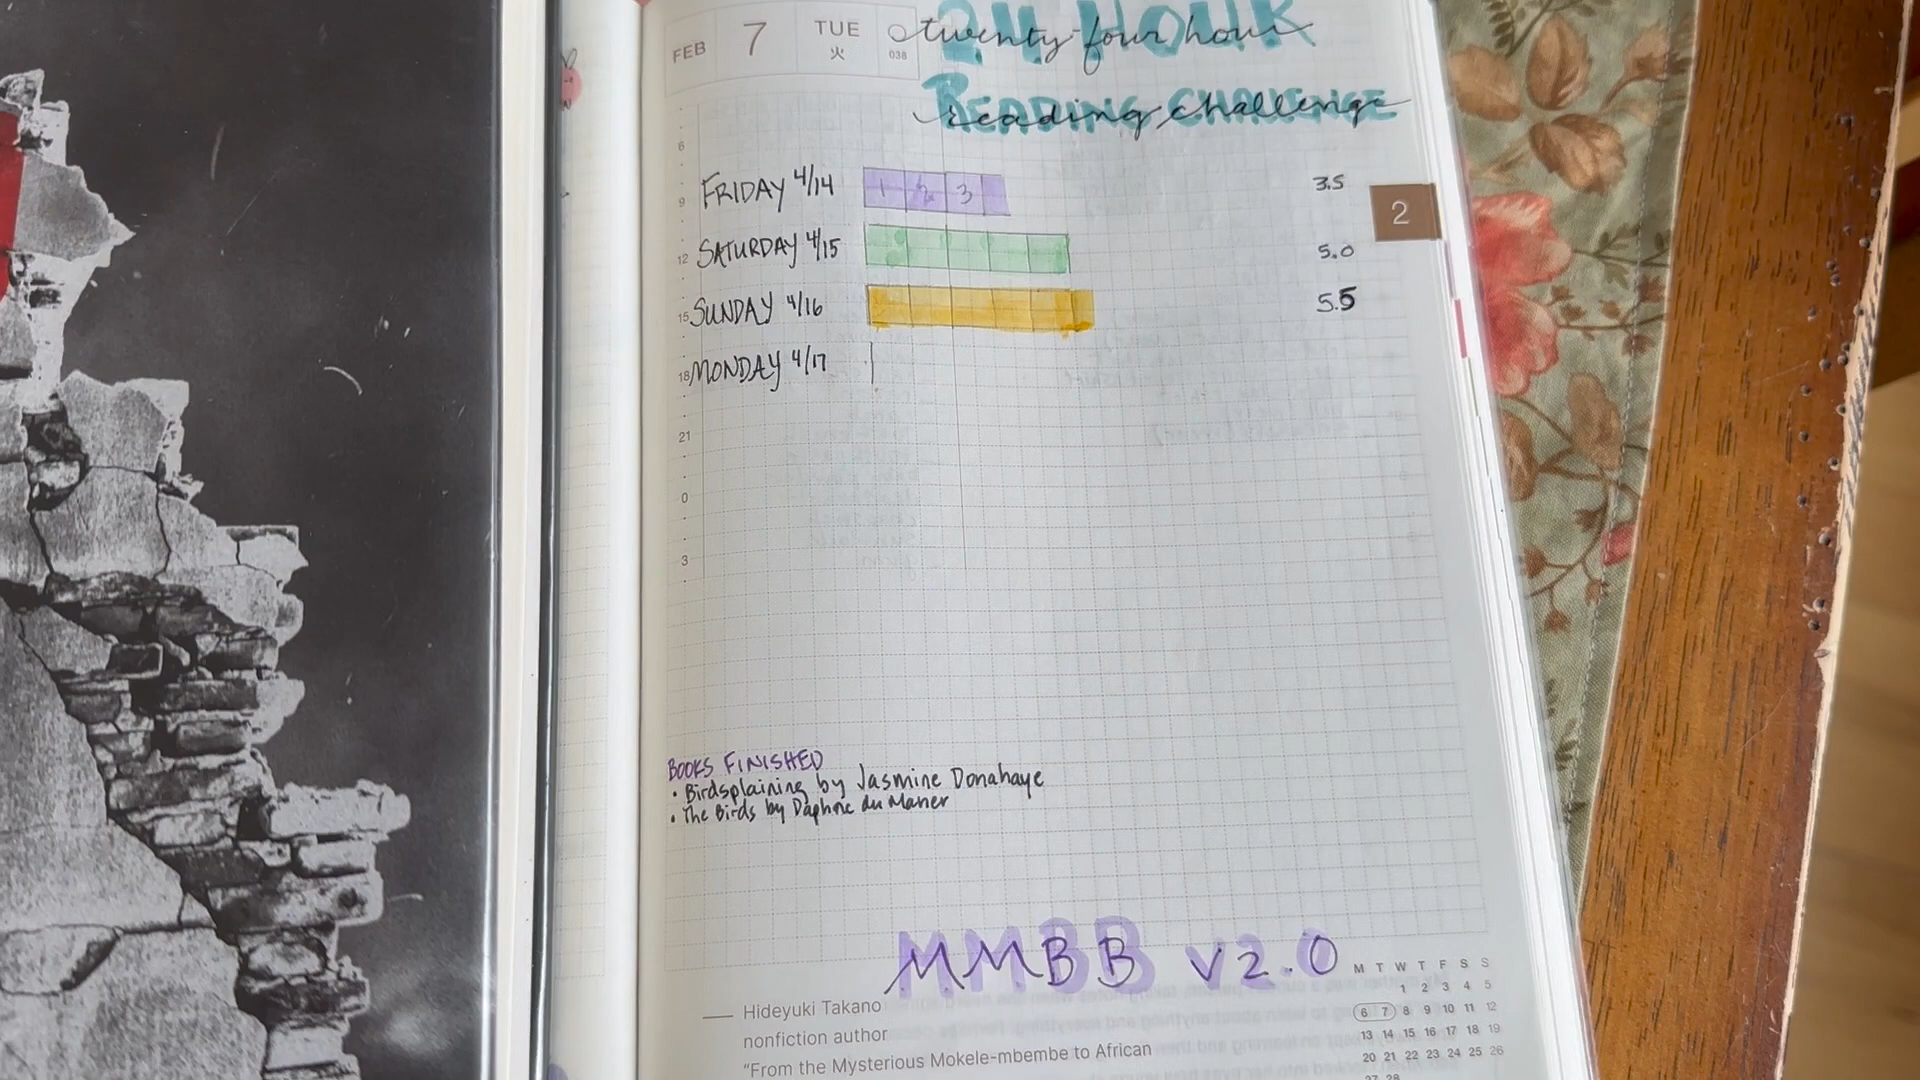 FEB 7 TUE 火 038
24 HOUR
twenty-four hour
READING CHALLENGE
reading challenge
6
FRIDAY 4/14 1 2 3 3.5
9
2
SATURDAY 4/15 5.0
12
SUNDAY 4/16 5.5
15
MONDAY 4/17
18
21
0
3
BOOKS FINISHED
• Birdsplaining by Jasmine Donahaye
• The Birds by Daphne du Marier
MMBB V2.0
Hideyuki Takano
nonfiction author
“From the Mysterious Mokele-mbembe to African
M T W T F S S
1 2 3 4 5
6 7 8 9 10 11 12
13 14 15 16 17 18 19
20 21 22 23 24 25 26
27 28